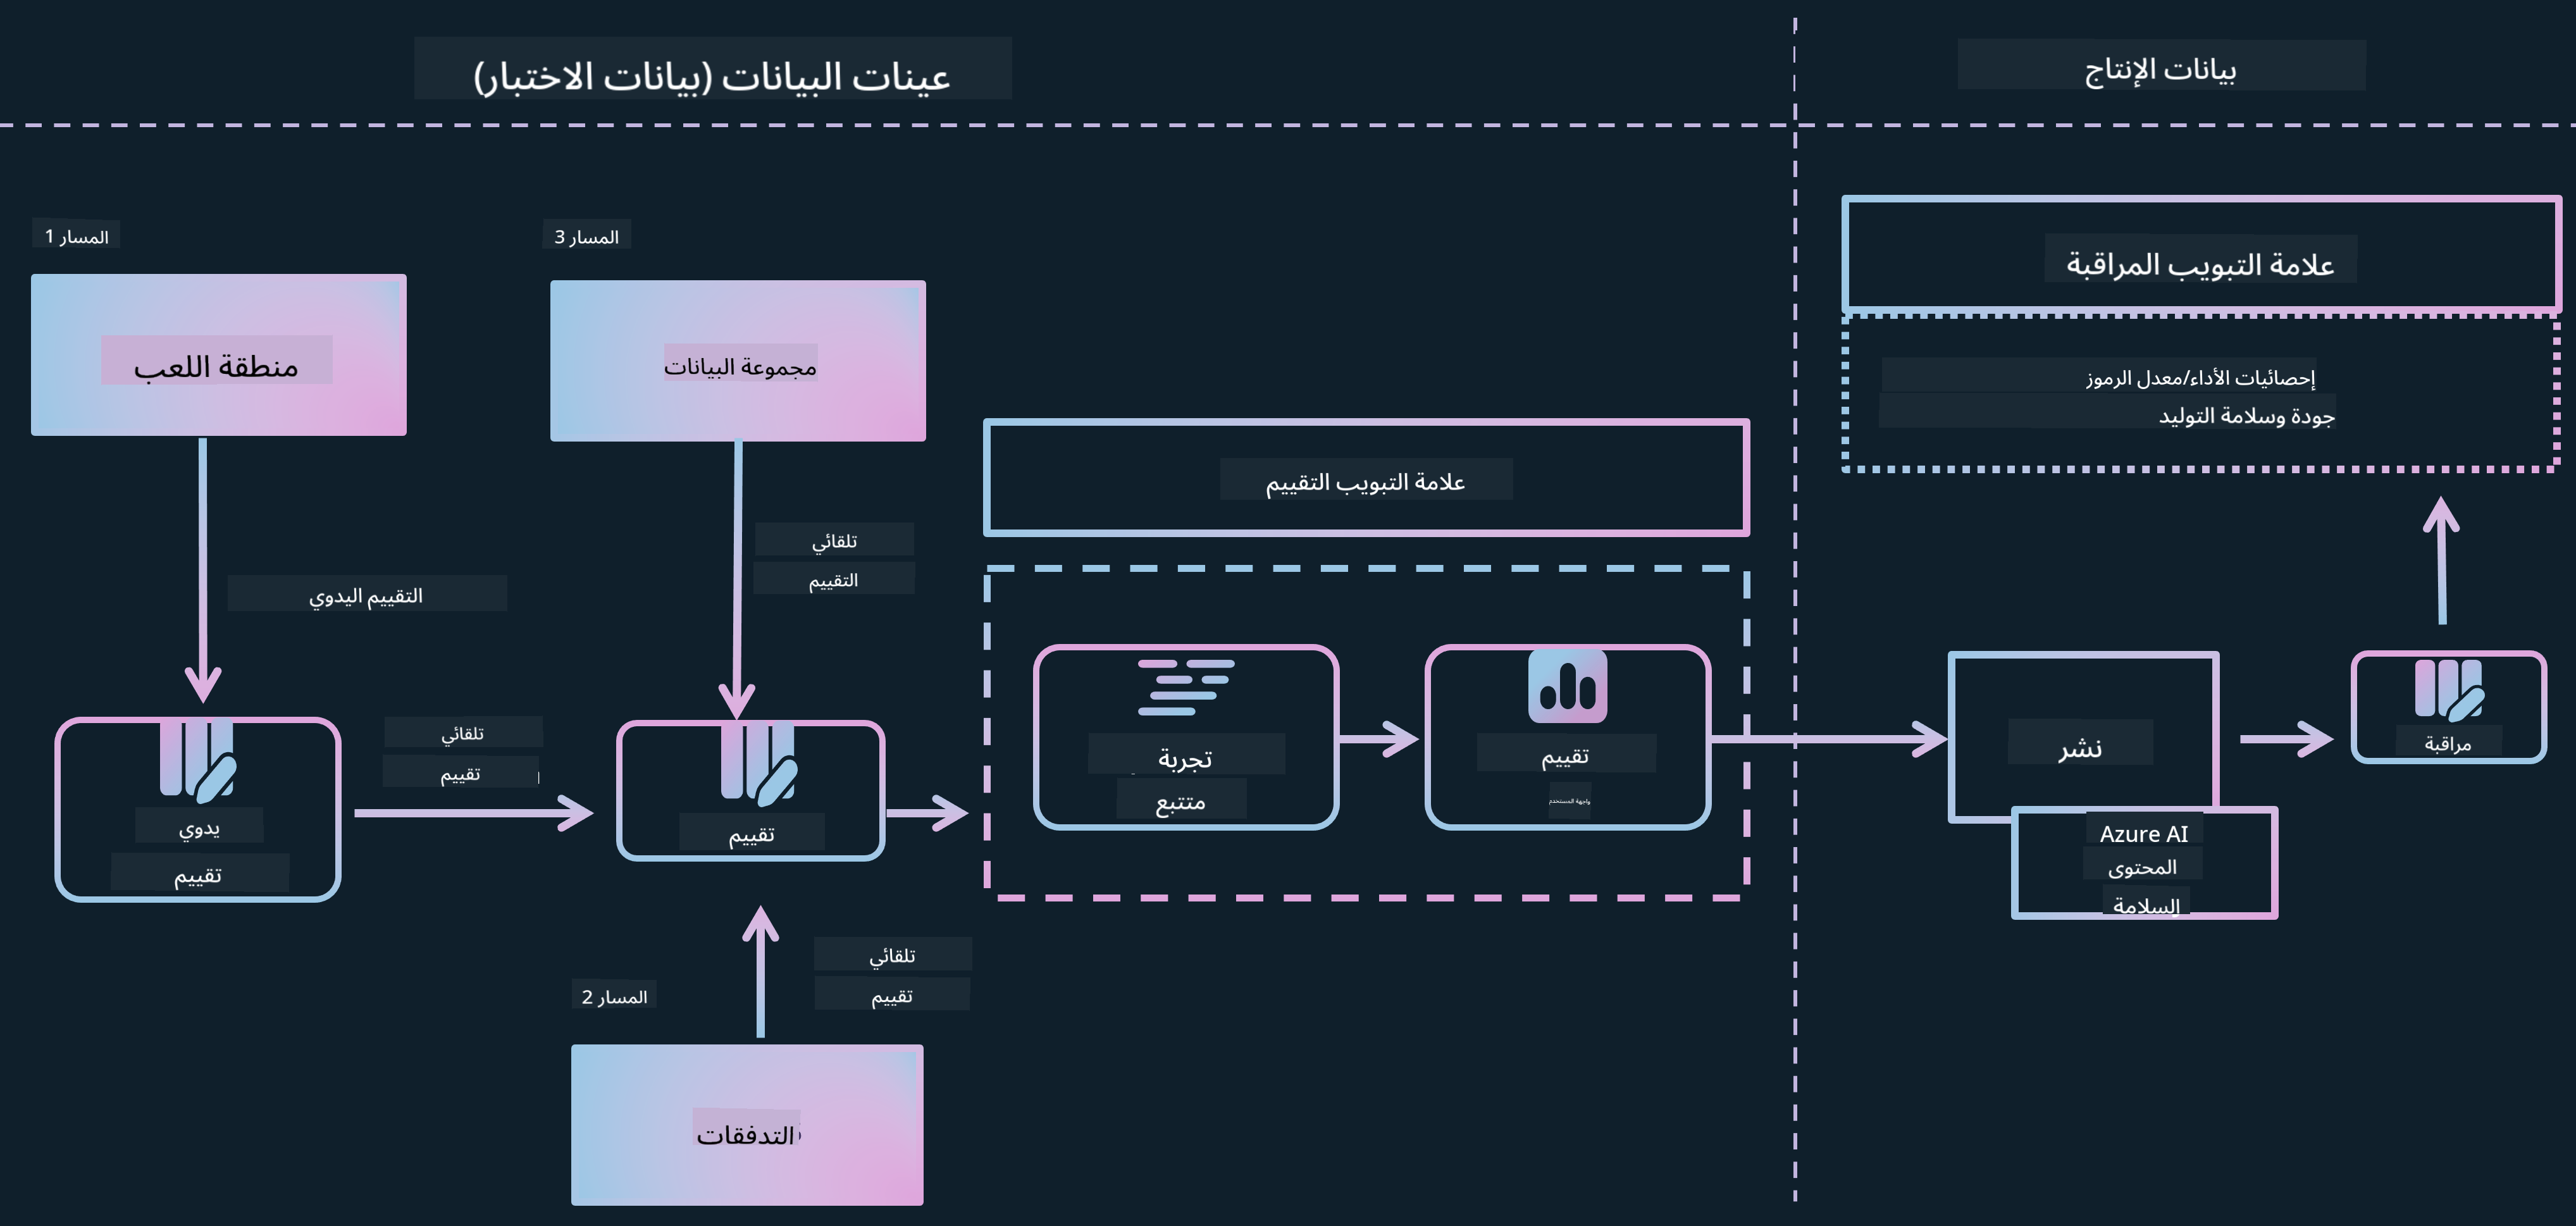 عينات البيانات (بيانات الاختبار)
بيانات الإنتاج
المسار 1
منطقة اللعب
التقييم اليدوي
يدوي
تقييم
تلقائي
تقييم
المسار 3
مجموعة البيانات
تلقائي
التقييم
تقييم
المسار 2
تلقائي
تقييم
التدفقات
علامة التبويب التقييم
تجربة
متتبع
تقييم
واجهة المستخدم
علامة التبويب المراقبة
إحصائيات الأداء/معدل الرموز
جودة وسلامة التوليد
نشر
Azure AI
المحتوى
السلامة
مراقبة